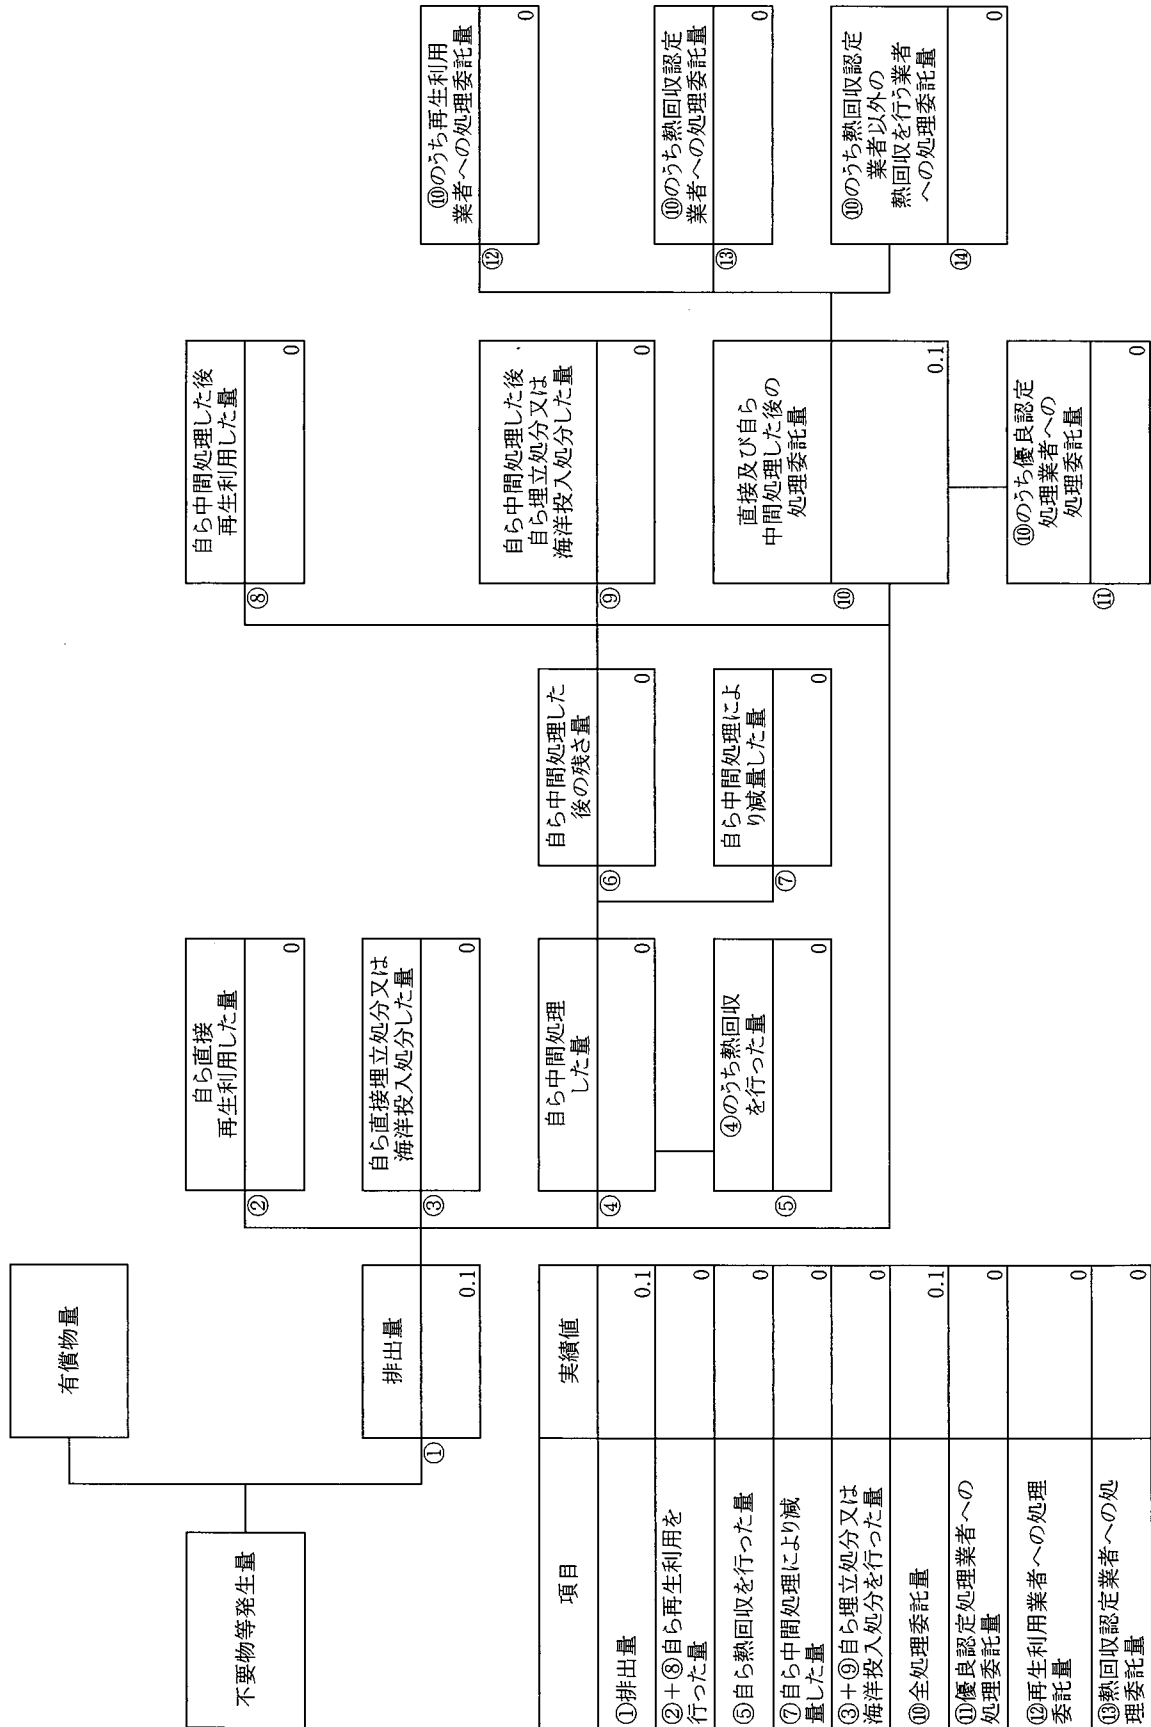 不要物等発生量
有償物量
①
排出量
0.1
②
自ら直接
再生利用した量
0
③
自ら直接埋立処分又は
海洋投入処分した量
0
④
自ら中間処理
した量
0
⑤
④のうち熱回収
を行った量
0
⑥
自ら中間処理した
後の残さ量
0
⑦
自ら中間処理によ
り減量した量
0
⑧
自ら中間処理した後
再生利用した量
0
⑨
自ら中間処理した後
自ら埋立処分又は
海洋投入処分した量
0
⑩
直接及び自ら
中間処理した後の
処理委託量
0.1
⑪
⑩のうち優良認定
処理業者への
処理委託量
0
⑫
⑩のうち再生利用
業者への処理委託量
0
⑬
⑩のうち熱回収認定
業者への処理委託量
0
⑭
⑩のうち熱回収認定
業者以外の
熱回収を行う業者
への処理委託量
0
項目 実績値
①排出量 0.1
②+⑧自ら再生利用を
行った量 0
⑤自ら熱回収を行った量 0
⑦自ら中間処理により減
量した量 0
③+⑨自ら埋立処分又は
海洋投入処分を行った量 0
⑩全処理委託量 0.1
⑪優良認定処理業者への
処理委託量 0
⑫再生利用業者への処理
委託量 0
⑬熱回収認定業者への処
理委託量 0